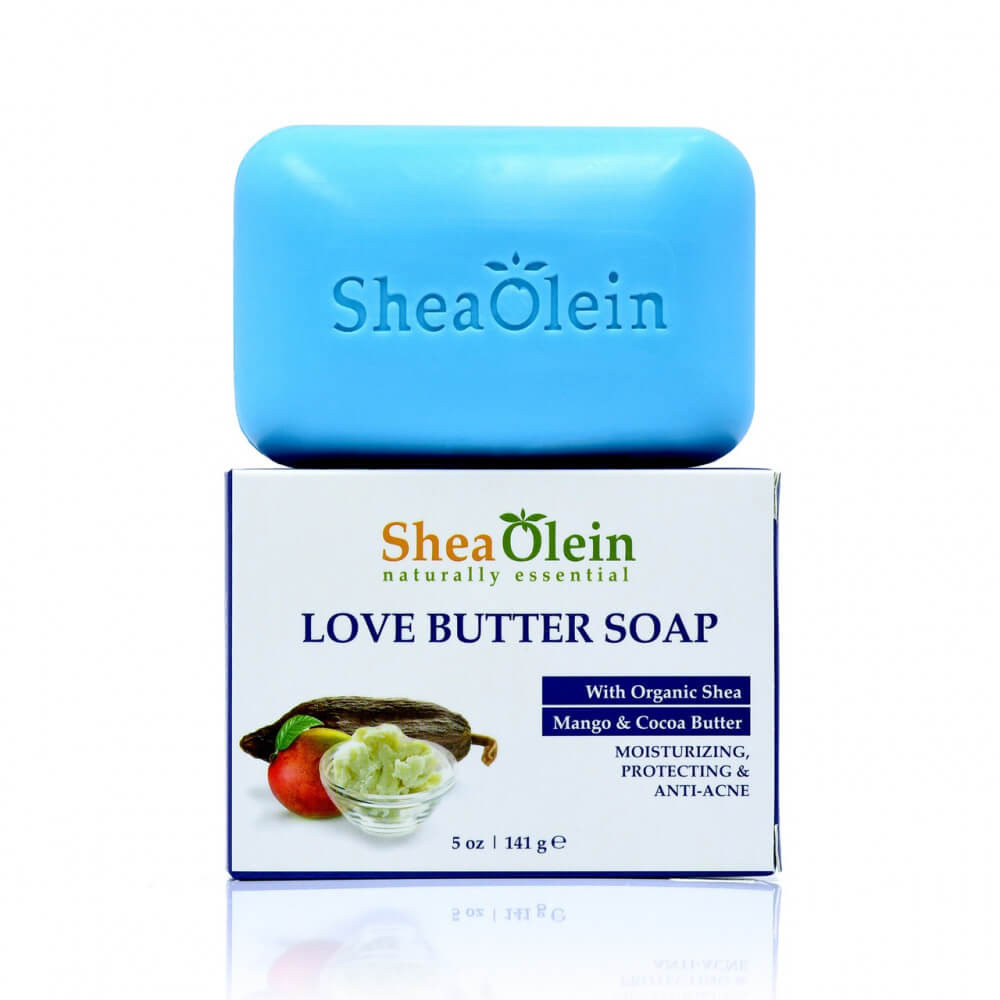 SheaOlein
SheaOlein
naturally essential
LOVE BUTTER SOAP
With Organic Shea
Mango & Cocoa Butter
MOISTURIZING,
PROTECTING &
ANTI-ACNE
5 oz | 141 g ℮